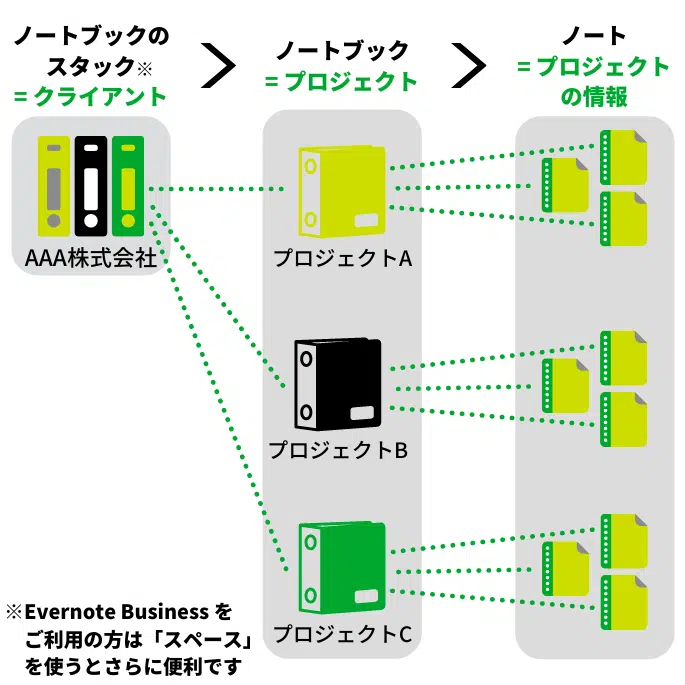 ノートブックの
スタック※
= クライアント
ノートブック
= プロジェクト
ノート
= プロジェクト
の情報
AAA株式会社
プロジェクトA
プロジェクトB
プロジェクトC
※Evernote Business を
ご利用の方は「スペース」
を使うとさらに便利です